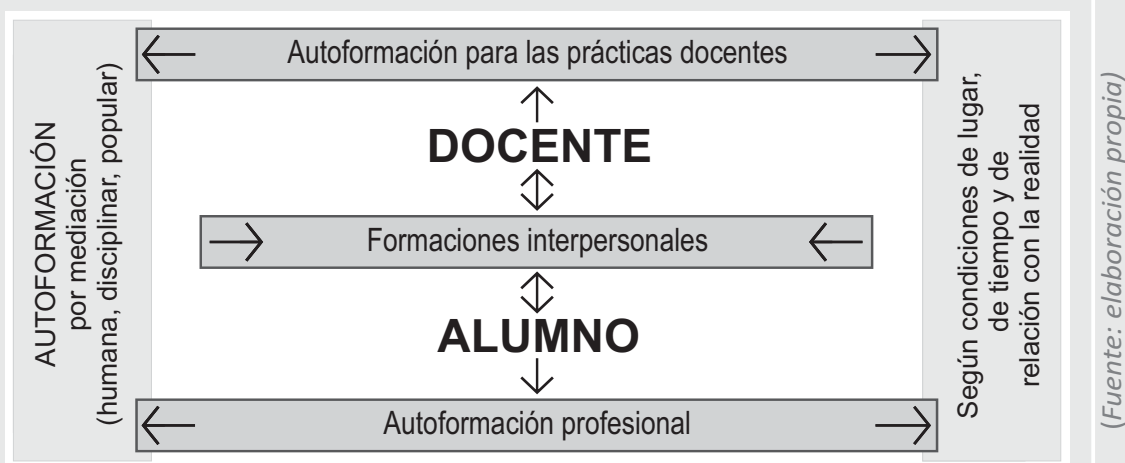 AUTOFORMACIÓN
por mediación
(humana, disciplinar, popular)
Autoformación para las prácticas docentes
DOCENTE
Formaciones interpersonales
ALUMNO
Autoformación profesional
Según condiciones de lugar,
de tiempo y de
relación con la realidad
(Fuente: elaboración propia)